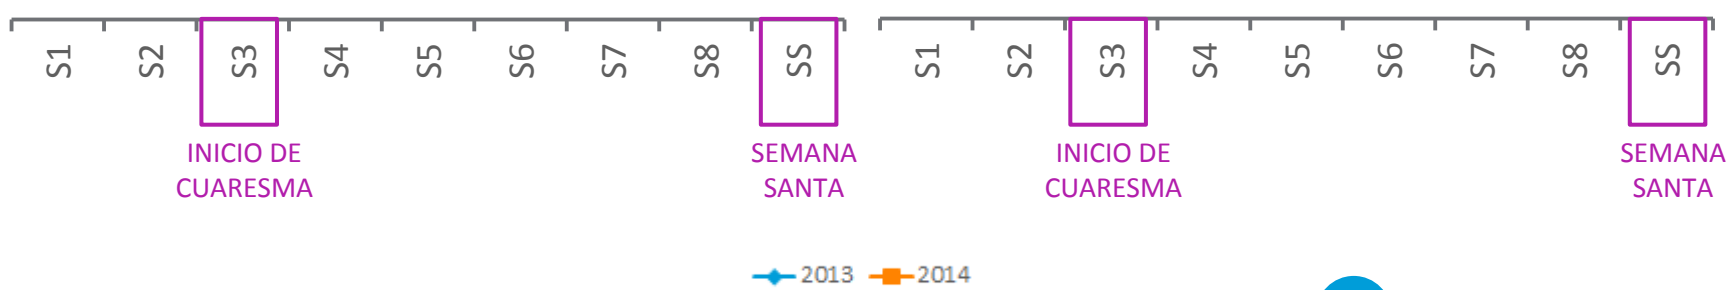 S1 S2 S3 S4 S5 S6 S7 S8 SS S1 S2 S3 S4 S5 S6 S7 S8 SS
INICIO DE SEMANA INICIO DE SEMANA
CUARESMA SANTA CUARESMA SANTA
2013 2014